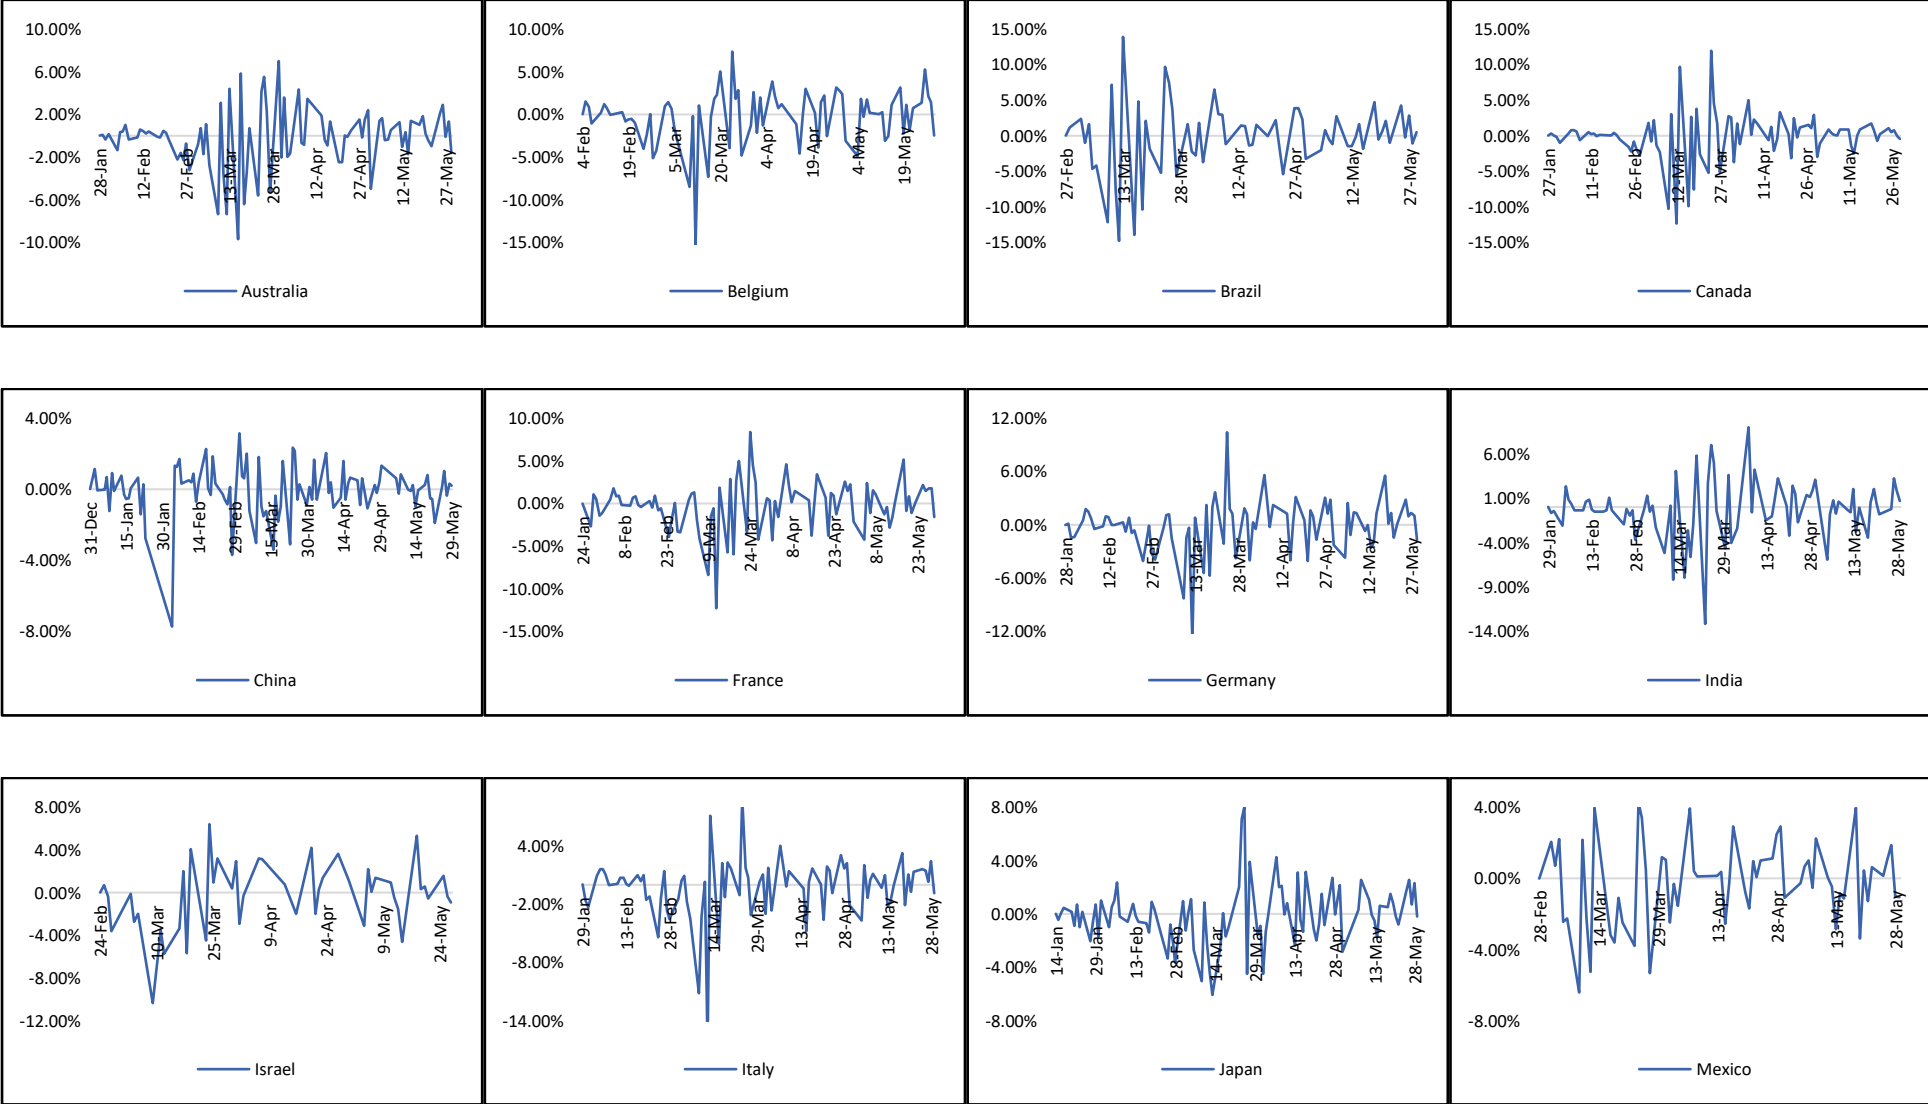 10.00%
6.00%
2.00%
-2.00%
-6.00%
-10.00%
28-Jan
12-Feb
27-Feb
13-Mar
28-Mar
12-Apr
27-Apr
12-May
27-May
Australia
10.00%
5.00%
0.00%
-5.00%
-10.00%
-15.00%
4-Feb
19-Feb
5-Mar
20-Mar
4-Apr
19-Apr
4-May
19-May
Belgium
15.00%
10.00%
5.00%
0.00%
-5.00%
-10.00%
-15.00%
27-Feb
13-Mar
28-Mar
12-Apr
27-Apr
12-May
27-May
Brazil
15.00%
10.00%
5.00%
0.00%
-5.00%
-10.00%
-15.00%
27-Jan
11-Feb
26-Feb
12-Mar
27-Mar
11-Apr
26-Apr
11-May
26-May
Canada
4.00%
0.00%
-4.00%
-8.00%
31-Dec
15-Jan
30-Jan
14-Feb
29-Feb
15-Mar
30-Mar
14-Apr
29-Apr
14-May
29-May
China
10.00%
5.00%
0.00%
-5.00%
-10.00%
-15.00%
24-Jan
8-Feb
23-Feb
9-Mar
24-Mar
8-Apr
23-Apr
8-May
23-May
France
12.00%
6.00%
0.00%
-6.00%
-12.00%
28-Jan
12-Feb
27-Feb
13-Mar
28-Mar
12-Apr
27-Apr
12-May
27-May
Germany
6.00%
1.00%
-4.00%
-9.00%
-14.00%
29-Jan
13-Feb
28-Feb
14-Mar
29-Mar
13-Apr
28-Apr
13-May
28-May
India
8.00%
4.00%
0.00%
-4.00%
-8.00%
-12.00%
24-Feb
10-Mar
25-Mar
9-Apr
24-Apr
9-May
24-May
Israel
4.00%
-2.00%
-8.00%
-14.00%
29-Jan
13-Feb
28-Feb
14-Mar
29-Mar
13-Apr
28-Apr
13-May
28-May
Italy
8.00%
4.00%
0.00%
-4.00%
-8.00%
14-Jan
29-Jan
13-Feb
28-Feb
14-Mar
29-Mar
13-Apr
28-Apr
13-May
28-May
Japan
4.00%
0.00%
-4.00%
-8.00%
28-Feb
14-Mar
29-Mar
13-Apr
28-Apr
13-May
28-May
Mexico